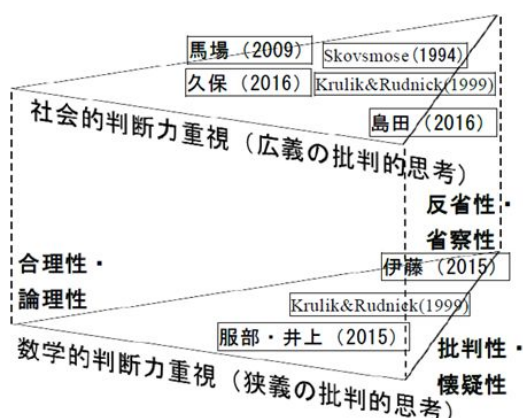 馬場（2009）
Skovsmose(1994)
久保（2016）
Krulik&Rudnick(1999)
島田（2016）
社会的判断力重視（広義の批判的思考）
反省性・
省察性
合理性・
論理性
伊藤（2015）
Krulik&Rudnick(1999)
服部・井上（2015）
批判性・
懐疑性
数学的判断力重視（狭義の批判的思考）